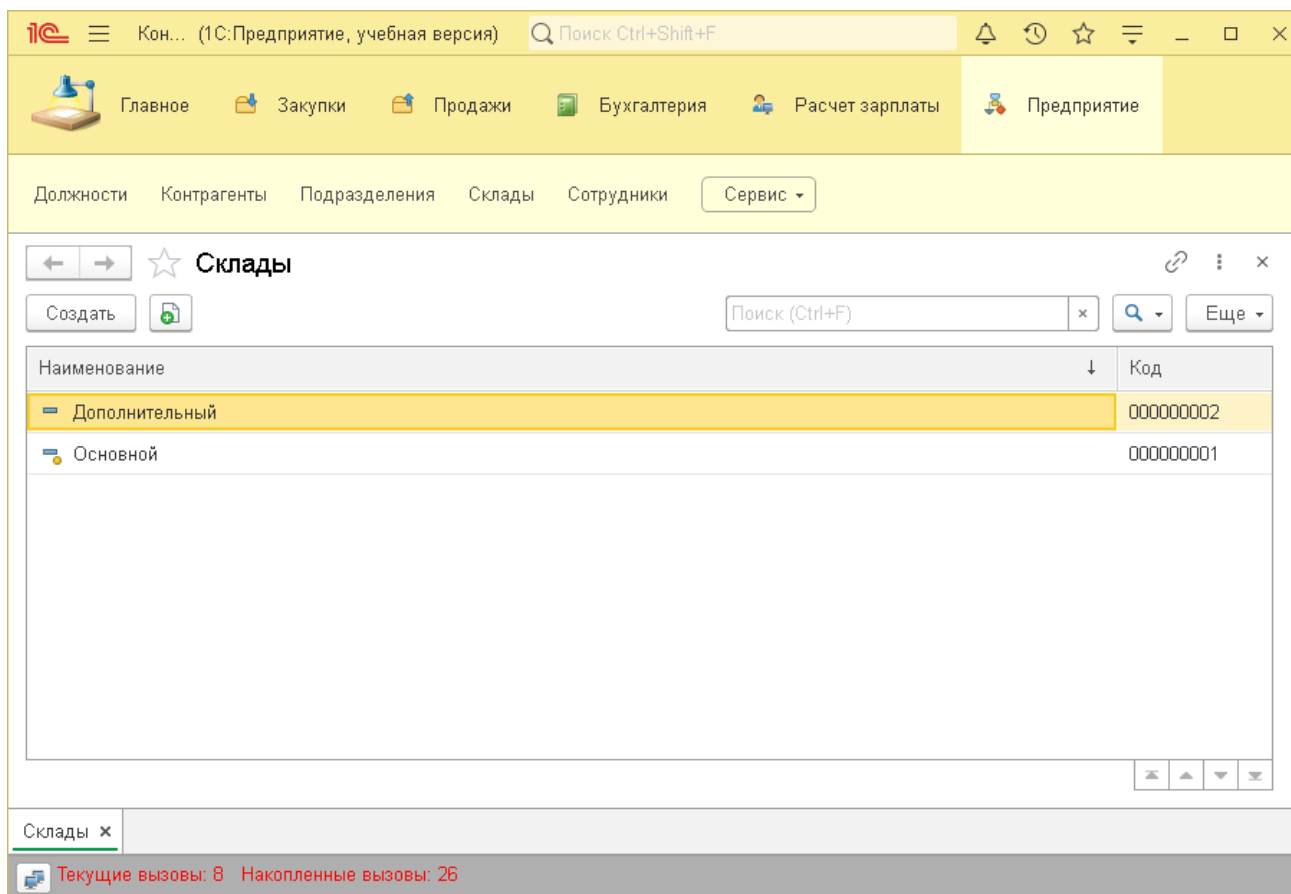 1С Кон... (1С:Предприятие, учебная версия) Поиск Ctrl+Shift+F
Главное Закупки Продажи Бухгалтерия Расчет зарплаты Предприятие
Должности Контрагенты Подразделения Склады Сотрудники Сервис
Склады
Создать Поиск (Ctrl+F) × Еще
Наименование ↓ Код
Дополнительный 000000002
Основной 000000001
Склады ×
Текущие вызовы: 8 Накопленные вызовы: 26